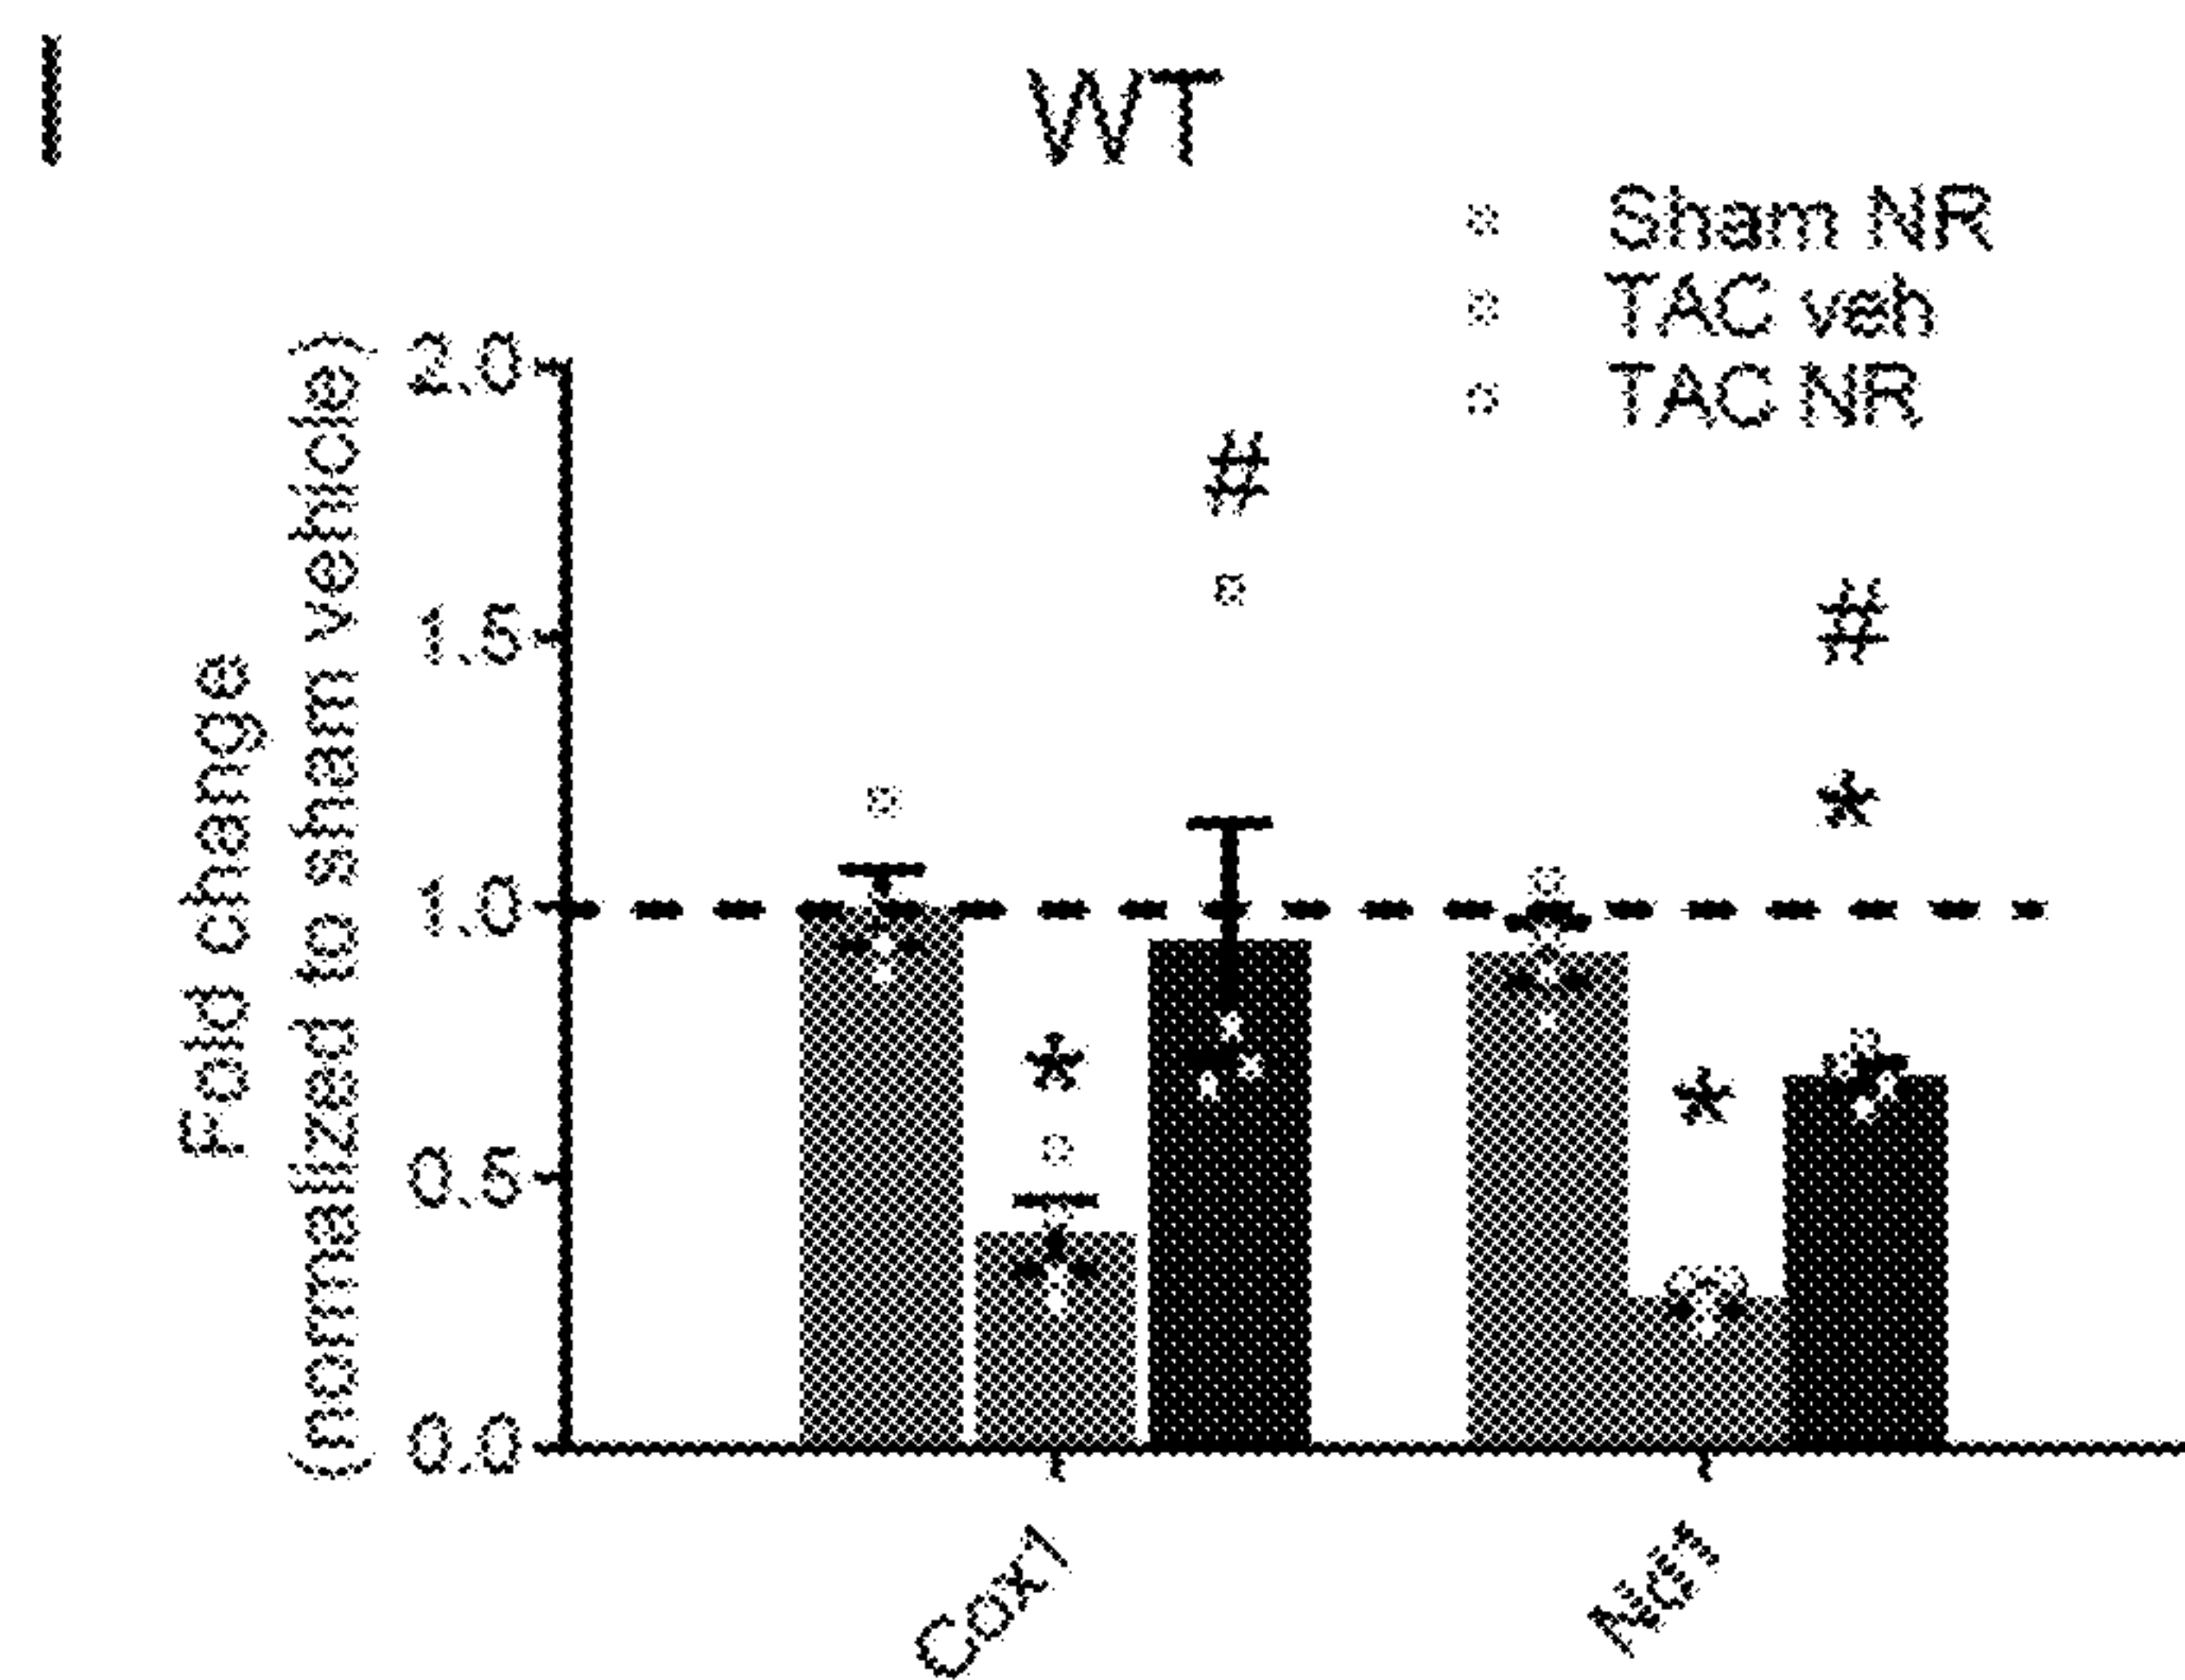 I
WT
Sham NR
TAC veh
TAC NR
Fold change
(normalized to sham vehicle)
2.0
1.5
1.0
0.5
0.0
#
#
*
*
*
Cox1